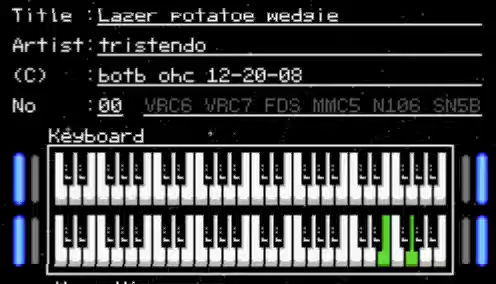 Title :Lazer potatoe wedgie
Artist:tristendo
(C) :botb ohc 12-20-08
No :00 VRC6 VRC7 FDS MMC5 N106 SN5B
Keyboard